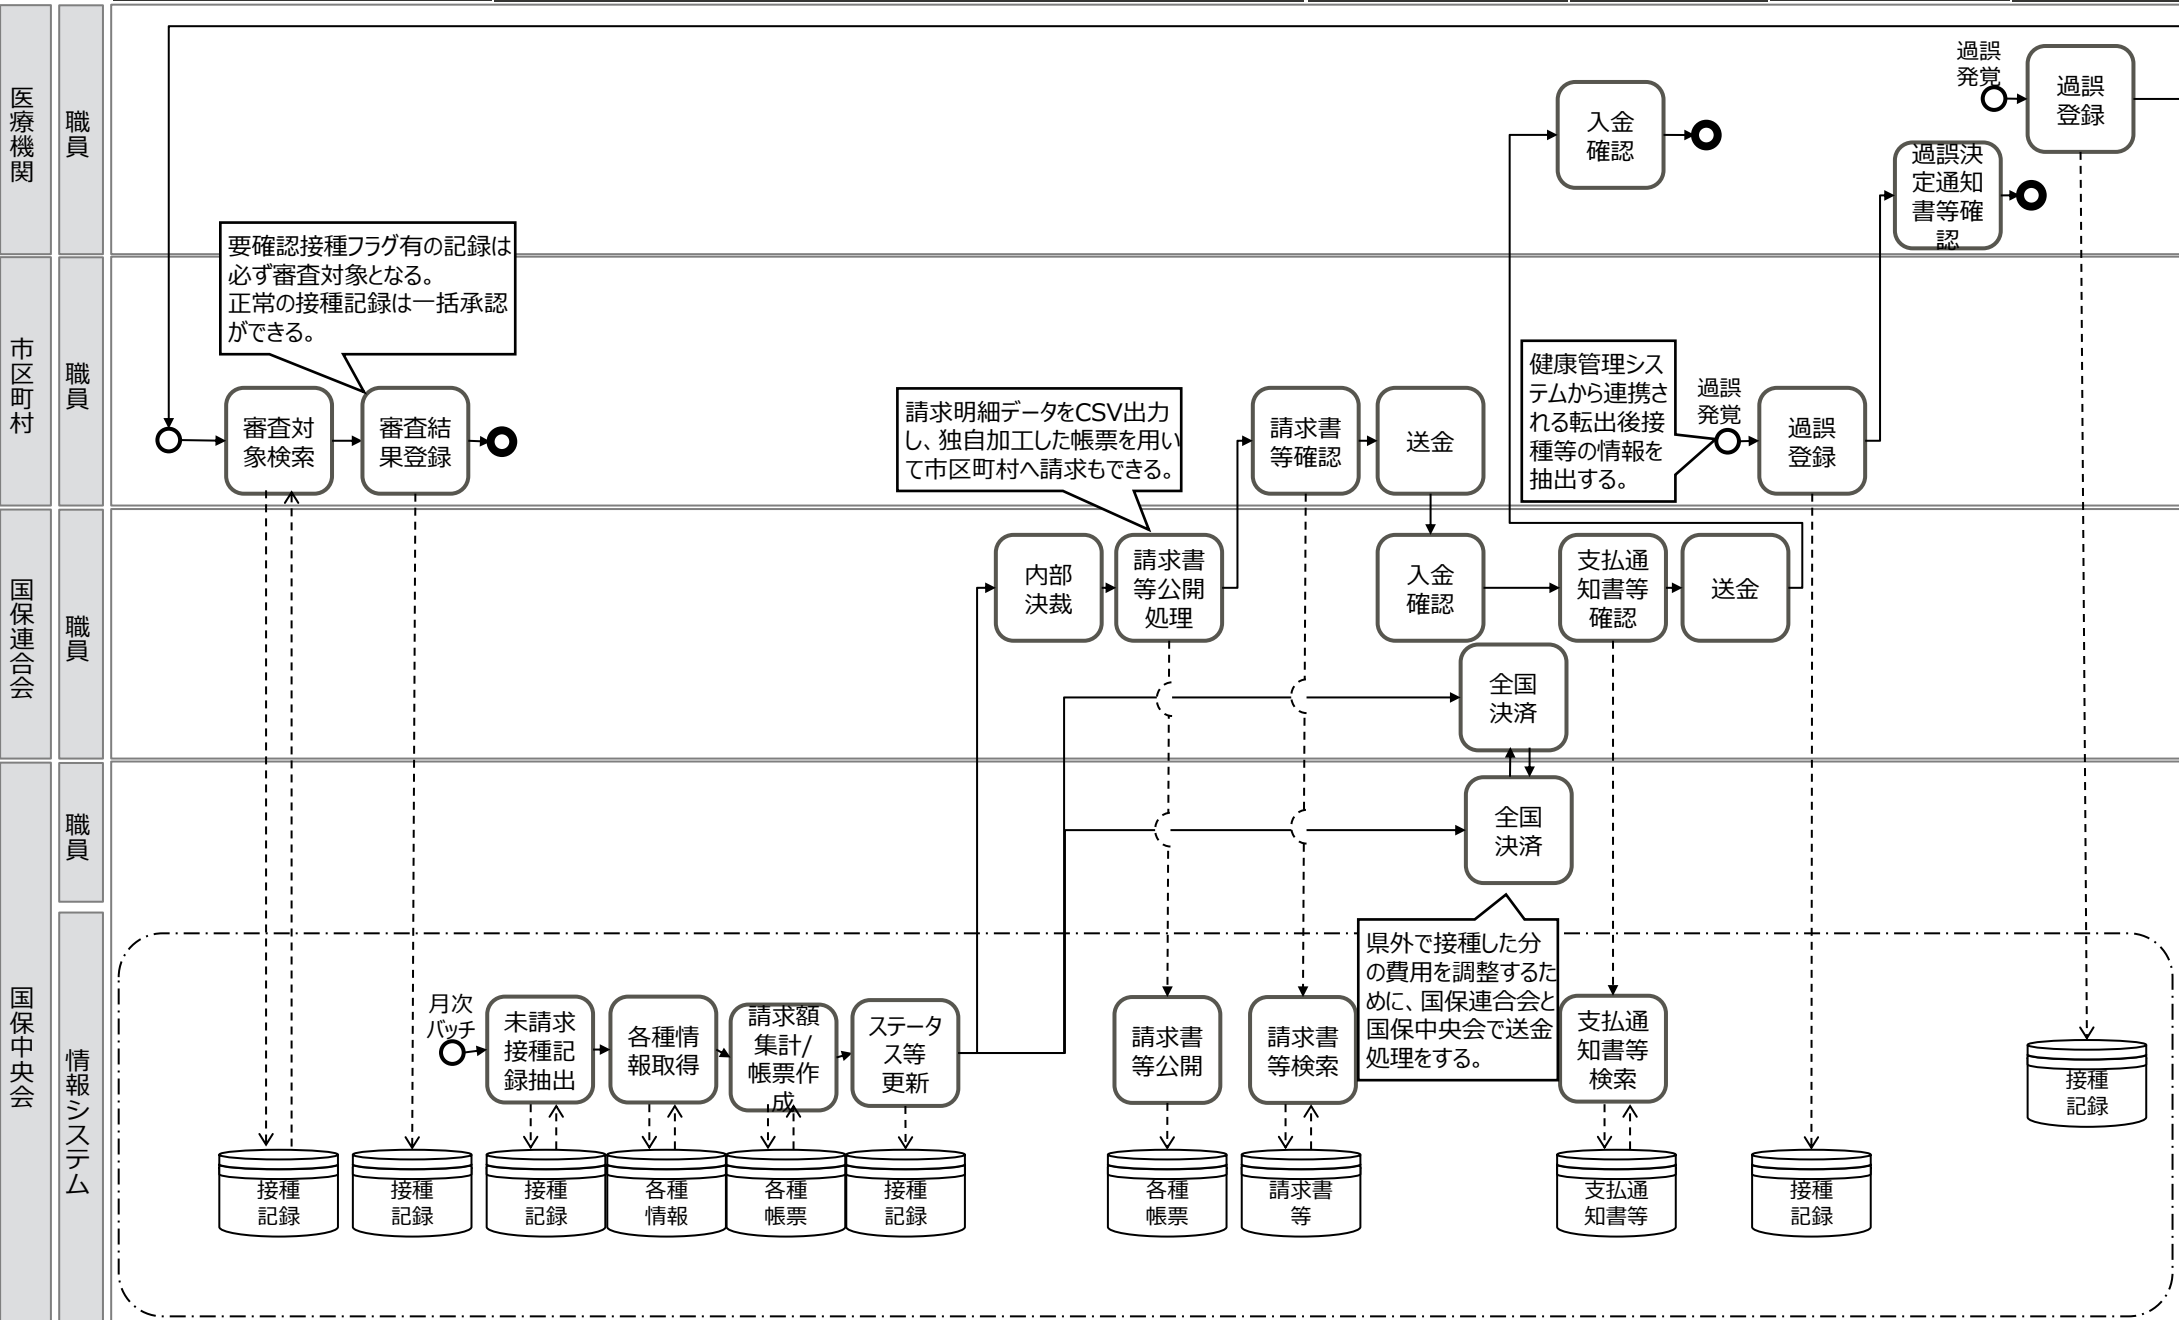 医療機関
職員
過誤
発覚
過誤
登録
入金
確認
過誤決
定通知
書等確
認
市区町村
職員
要確認接種フラグ有の記録は
必ず審査対象となる。
正常の接種記録は一括承認
ができる。
審査対
象検索
審査結
果登録
請求明細データをCSV出力
し、独自加工した帳票を用い
て市区町村へ請求もできる。
請求書
等確認
送金
健康管理シス
テムから連携さ
れる転出後接
種等の情報を
抽出する。
過誤
発覚
過誤
登録
国保連合会
職員
内部
決裁
請求書
等公開
処理
入金
確認
支払通
知書等
確認
送金
全国
決済
国保中央会
職員
全国
決済
県外で接種した分
の費用を調整するた
めに、国保連合会と
国保中央会で送金
処理をする。
情報システム
月次
バッチ
未請求
接種記
録抽出
各種情
報取得
請求額
集計/
帳票作
成
ステータ
ス等
更新
請求書
等公開
請求書
等検索
支払通
知書等
検索
接種
記録
接種
記録
接種
記録
各種
情報
各種
帳票
接種
記録
各種
帳票
請求書
等
支払通
知書等
接種
記録
接種
記録